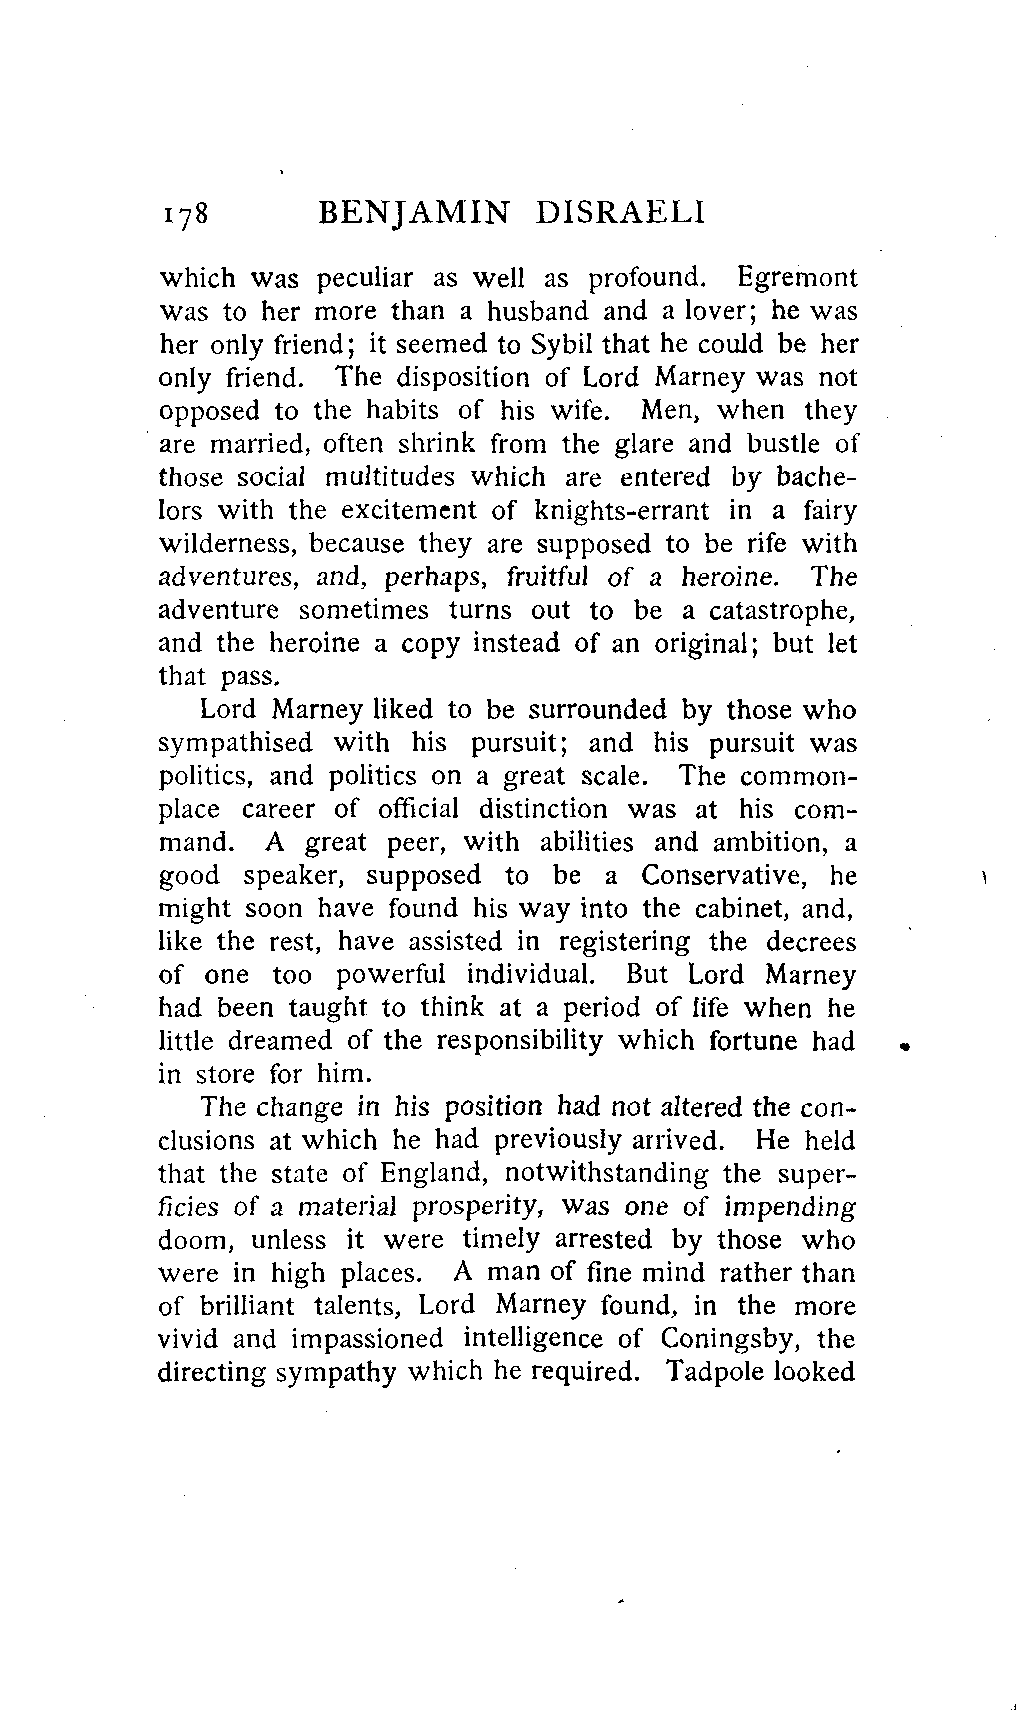 178 BENJAMIN DISRAELI
which was peculiar as well as profound. Egremont
was to her more than a husband and a lover; he was
her only friend; it seemed to Sybil that he could be her
only friend. The disposition of Lord Marney was not
opposed to the habits of his wife. Men, when they
are married, often shrink from the glare and bustle of
those social multitudes which are entered by bache-
lors with the excitement of knights-errant in a fairy
wilderness, because they are supposed to be rife with
adventures, and, perhaps, fruitful of a heroine. The
adventure sometimes turns out to be a catastrophe,
and the heroine a copy instead of an original; but let
that pass.
Lord Marney liked to be surrounded by those who
sympathised with his pursuit; and his pursuit was
politics, and politics on a great scale. The common-
place career of official distinction was at his com-
mand. A great peer, with abilities and ambition, a
good speaker, supposed to be a Conservative, he
might soon have found his way into the cabinet, and,
like the rest, have assisted in registering the decrees
of one too powerful individual. But Lord Marney
had been taught to think at a period of life when he
little dreamed of the responsibility which fortune had
in store for him.
The change in his position had not altered the con-
clusions at which he had previously arrived. He held
that the state of England, notwithstanding the super-
ficies of a material prosperity, was one of impending
doom, unless it were timely arrested by those who
were in high places. A man of fine mind rather than
of brilliant talents, Lord Marney found, in the more
vivid and impassioned intelligence of Coningsby, the
directing sympathy which he required. Tadpole looked